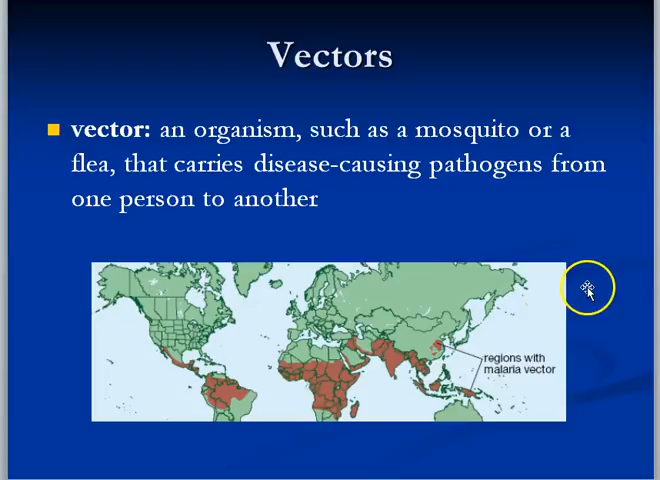 Vectors
vector: an organism, such as a mosquito or a
flea, that carries disease-causing pathogens from
one person to another
regions with
malaria vector